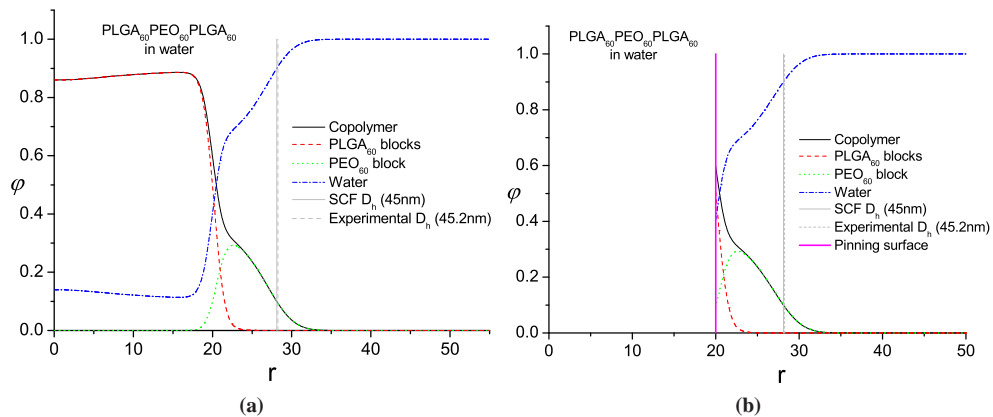 PLGA₆₀PEO₆₀PLGA₆₀
in water
1.0
0.8
0.6
0.4
0.2
0.0
φ
Copolymer
PLGA₆₀ blocks
PEO₆₀ block
Water
SCF Dₕ (45nm)
Experimental Dₕ (45.2nm)
0 10 20 30 40 50
r
(a)
PLGA₆₀PEO₆₀PLGA₆₀
in water
1.0
0.8
0.6
0.4
0.2
0.0
φ
Copolymer
PLGA₆₀ blocks
PEO₆₀ block
Water
SCF Dₕ (45nm)
Experimental Dₕ (45.2nm)
Pinning surface
0 10 20 30 40 50
r
(b)